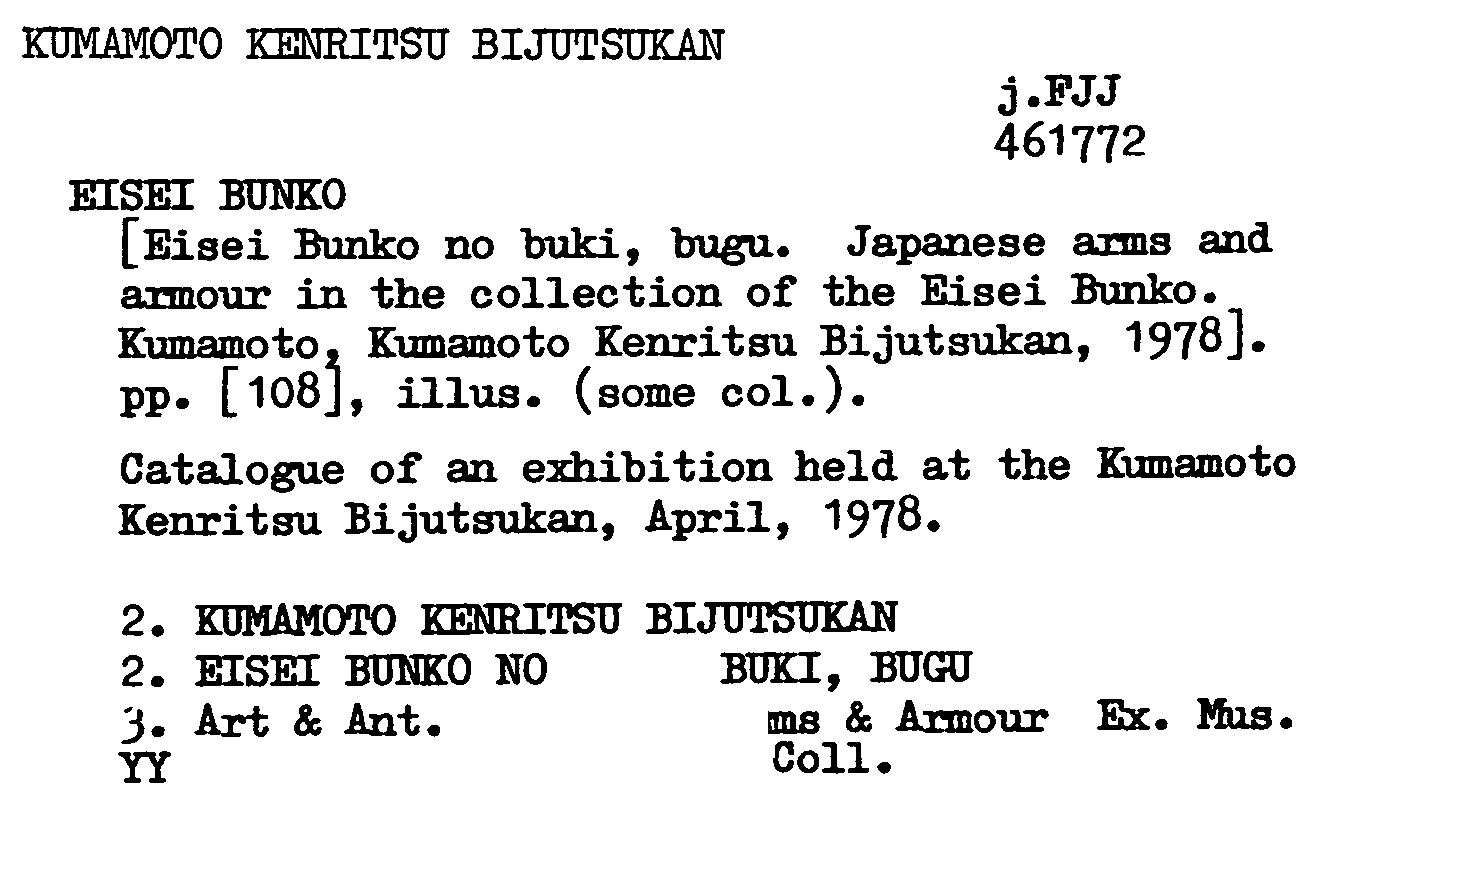 KUMAMOTO KENRITSU BIJUTSUKAN
j.FJJ
461772
EISEI BUNKO
[Eisei Bunko no buki, bugu. Japanese arms and
armour in the collection of the Eisei Bunko.
Kumamoto, Kumamoto Kenritsu Bijutsukan, 1978].
pp. [108], illus. (some col.).
Catalogue of an exhibition held at the Kumamoto
Kenritsu Bijutsukan, April, 1978.
2. KUMAMOTO KENRITSU BIJUTSUKAN
2. EISEI BUNKO NO BUKI, BUGU
3. Art & Ant. ms & Armour Ex. Mus.
YY Coll.